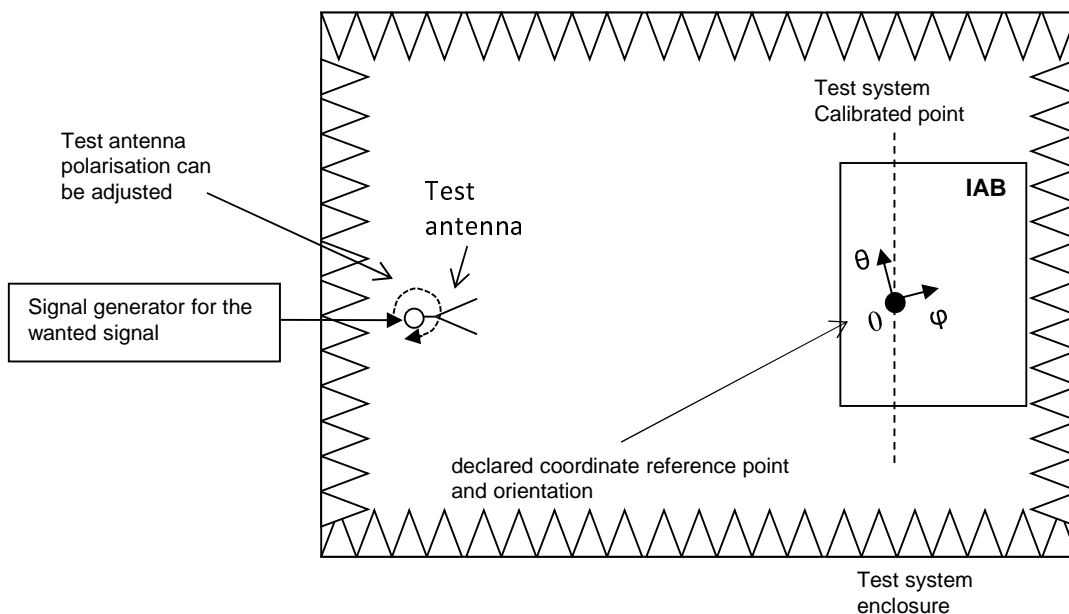 Test system
Calibrated point
Test antenna
polarisation can
be adjusted
Test
antenna
IAB
θ
0
φ
Signal generator for the
wanted signal
declared coordinate reference point
and orientation
Test system
enclosure